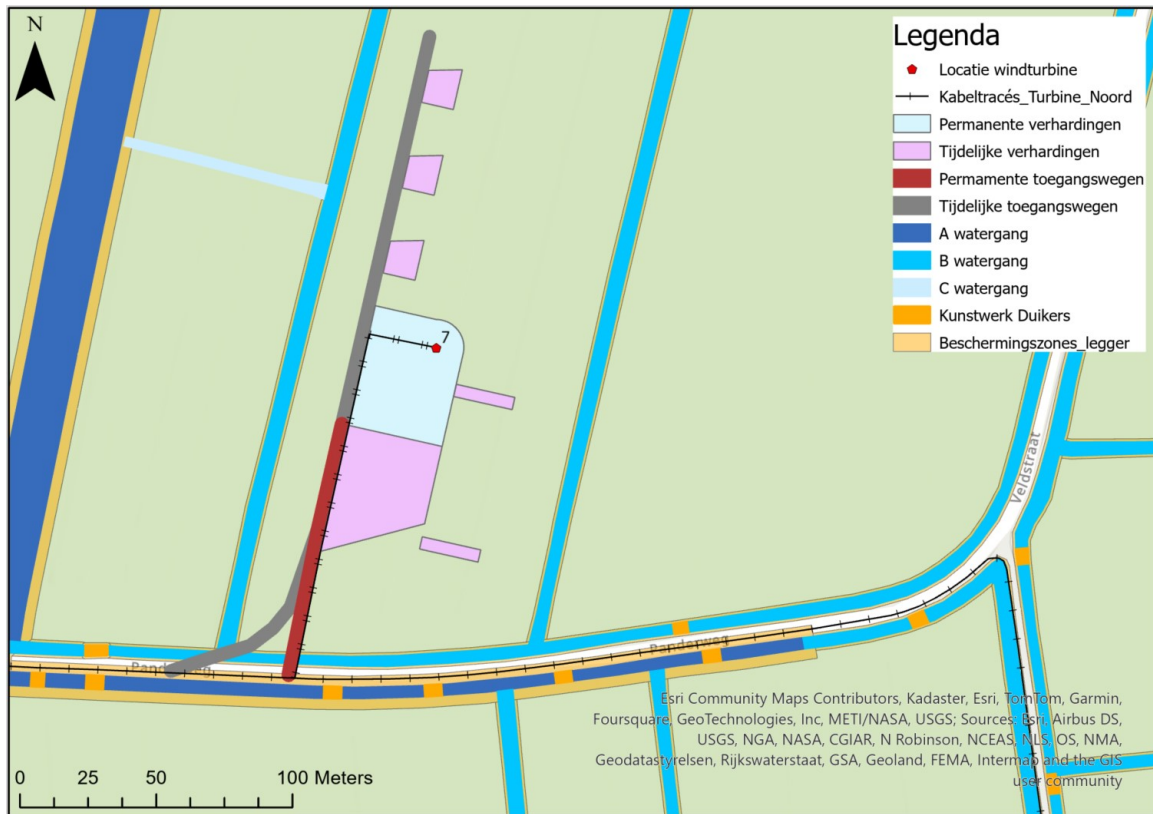 N
Legenda
Locatie windturbine
Kabeltracés_Turbine_Noord
Permanente verhardingen
Tijdelijke verhardingen
Permamente toegangswegen
Tijdelijke toegangswegen
A watergang
B watergang
C watergang
Kunstwerk Duikers
Beschermingszones_legger
7
Veldstraat
Panderweg
Panderweg
Esri Community Maps Contributors, Kadaster, Esri, TomTom, Garmin,
Foursquare, GeoTechnologies, Inc, METI/NASA, USGS; Sources: Esri, Airbus DS,
USGS, NGA, NASA, CGIAR, N Robinson, NCEAS, NLS, OS, NMA,
Geodatastyrelsen, Rijkswaterstaat, GSA, Geoland, FEMA, Intermap and the GIS
user community
0 25 50 100 Meters